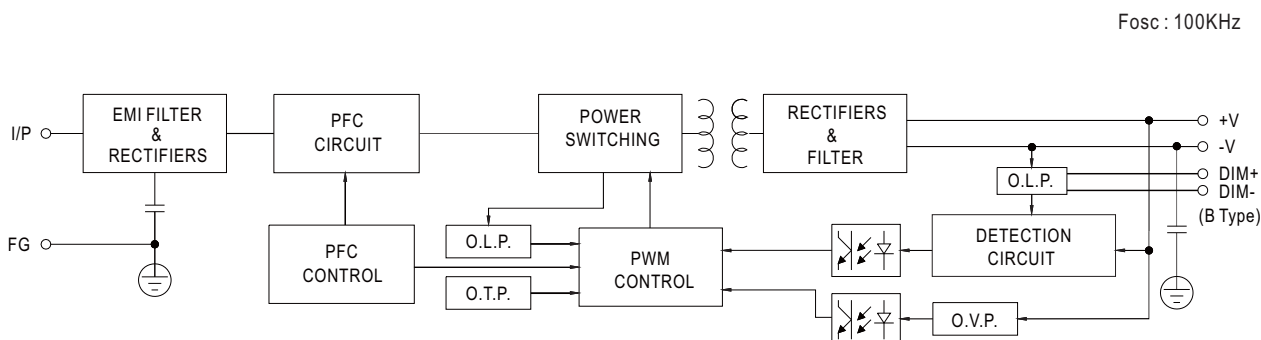 Fosc : 100KHz
I/P
EMI FILTER
&
RECTIFIERS
PFC
CIRCUIT
POWER
SWITCHING
RECTIFIERS
&
FILTER
+V
-V
DIM+
DIM-
(B Type)
O.L.P.
FG
PFC
CONTROL
O.L.P.
O.T.P.
PWM
CONTROL
DETECTION
CIRCUIT
O.V.P.